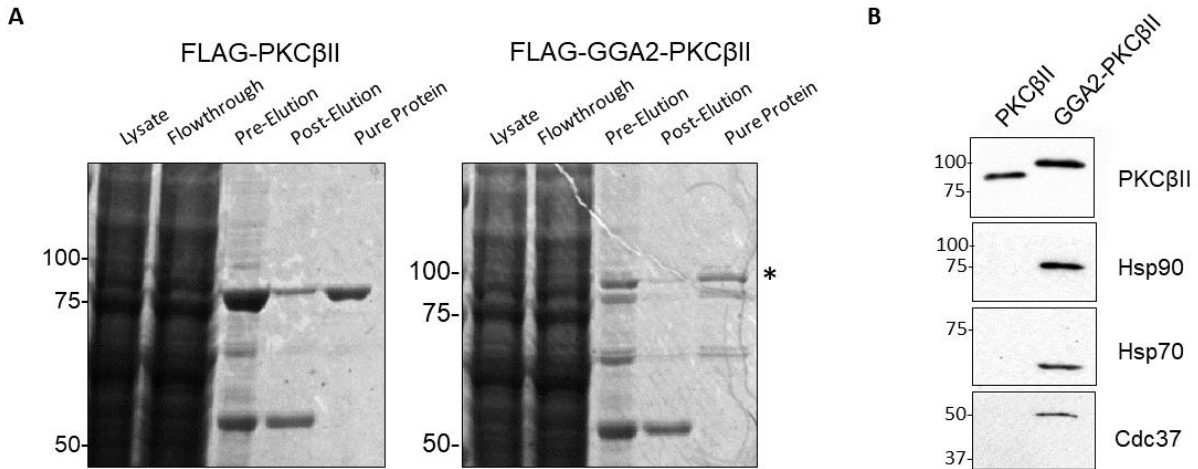 A
FLAG-PKCβII
Lysate
Flowthrough
Pre-Elution
Post-Elution
Pure Protein
100
75
50
FLAG-GGA2-PKCβII
Lysate
Flowthrough
Pre-Elution
Post-Elution
Pure Protein
100
75
50
*
B
PKCβII
GGA2-PKCβII
100
75
PKCβII
100
75
Hsp90
75
Hsp70
50
37
Cdc37